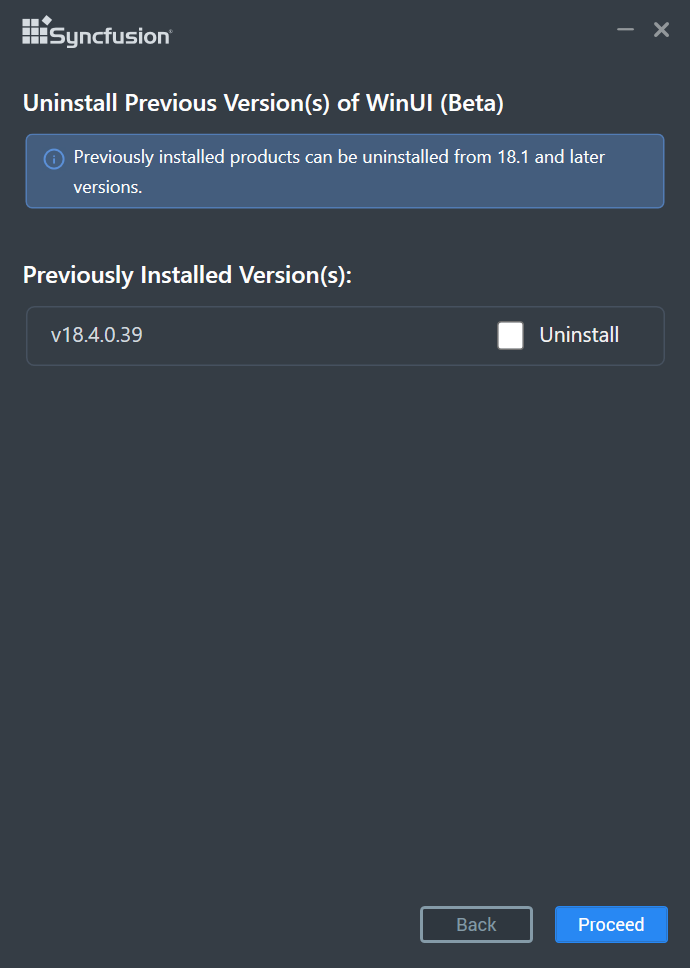 Syncfusion
Uninstall Previous Version(s) of WinUI (Beta)
Previously installed products can be uninstalled from 18.1 and later
versions.
Previously Installed Version(s):
v18.4.0.39 Uninstall
Back Proceed